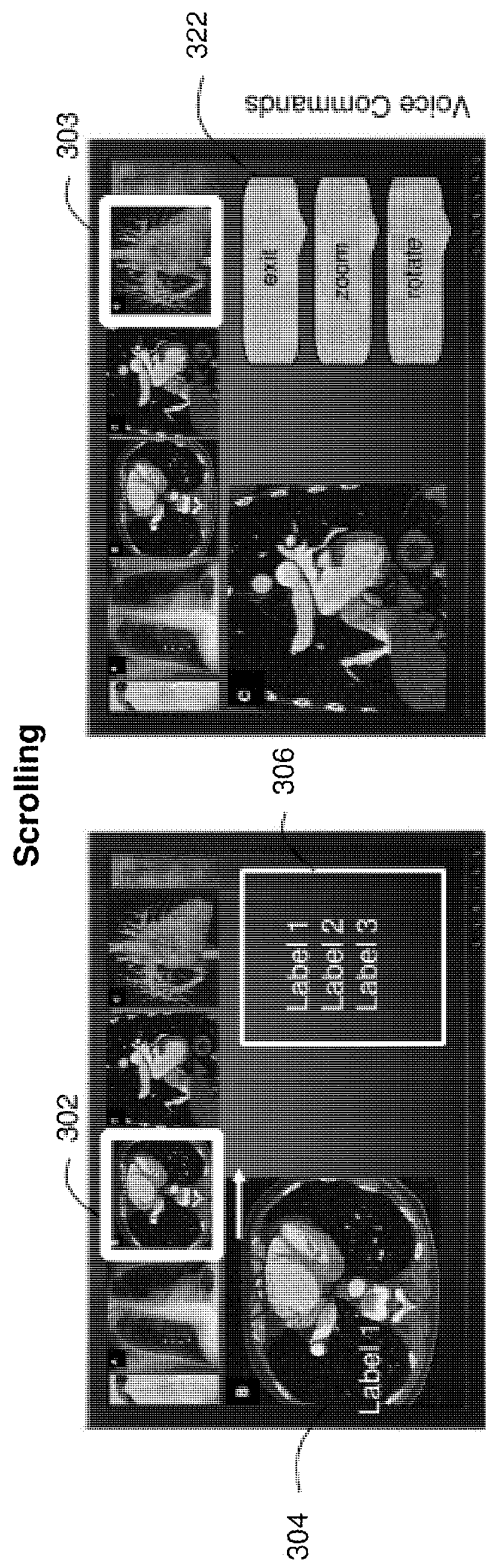 Scrolling
302
B
Label 1
Label 1
Label 2
Label 3
304
306
303
C
exit
zoom
rotate
322
Voice Commands